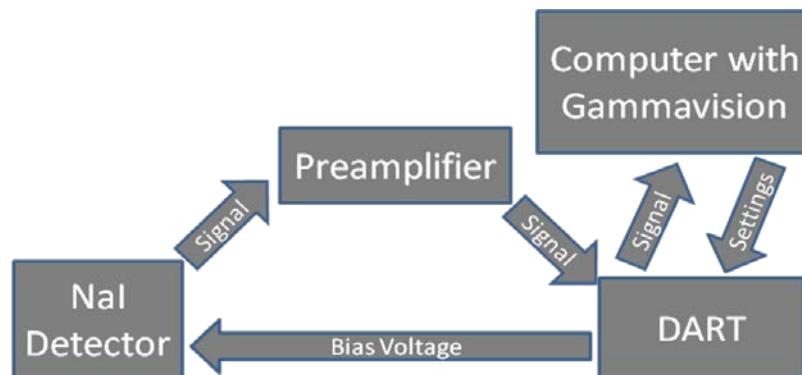 Computer with
Gammavision
Preamplifier
Signal
Signal
Signal
Settings
NaI
Detector
Bias Voltage
DART